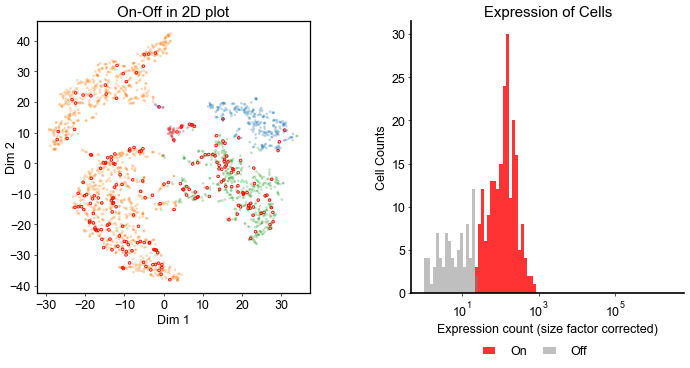 On-Off in 2D plot
40
30
20
10
0
−10
−20
−30
−40
Dim 2
−30 −20 −10 0 10 20 30
Dim 1
Expression of Cells
30
25
20
15
10
5
0
Cell Counts
10^1 10^3 10^5
Expression count (size factor corrected)
On Off